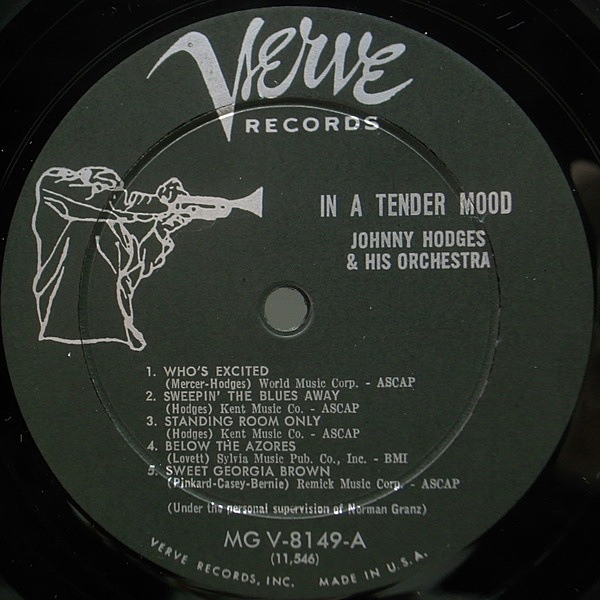 Verve
RECORDS
IN A TENDER MOOD
JOHNNY HODGES
& HIS ORCHESTRA
1. WHO'S EXCITED
(Mercer-Hodges) World Music Corp. - ASCAP
2. SWEEPIN' THE BLUES AWAY
(Hodges) Kent Music Co. - ASCAP
3. STANDING ROOM ONLY
(Hodges) Kent Music Co. - ASCAP
4. BELOW THE AZORES
(Lovett) Sylvia Music Pub. Co., Inc. - BMI
5. SWEET GEORGIA BROWN
(Pinkard-Casey-Bernie) Remick Music Corp. - ASCAP
(Under the personal supervision of Norman Granz)
MG V-8149-A
(11,546)
VERVE RECORDS, INC. MADE IN U.S.A.